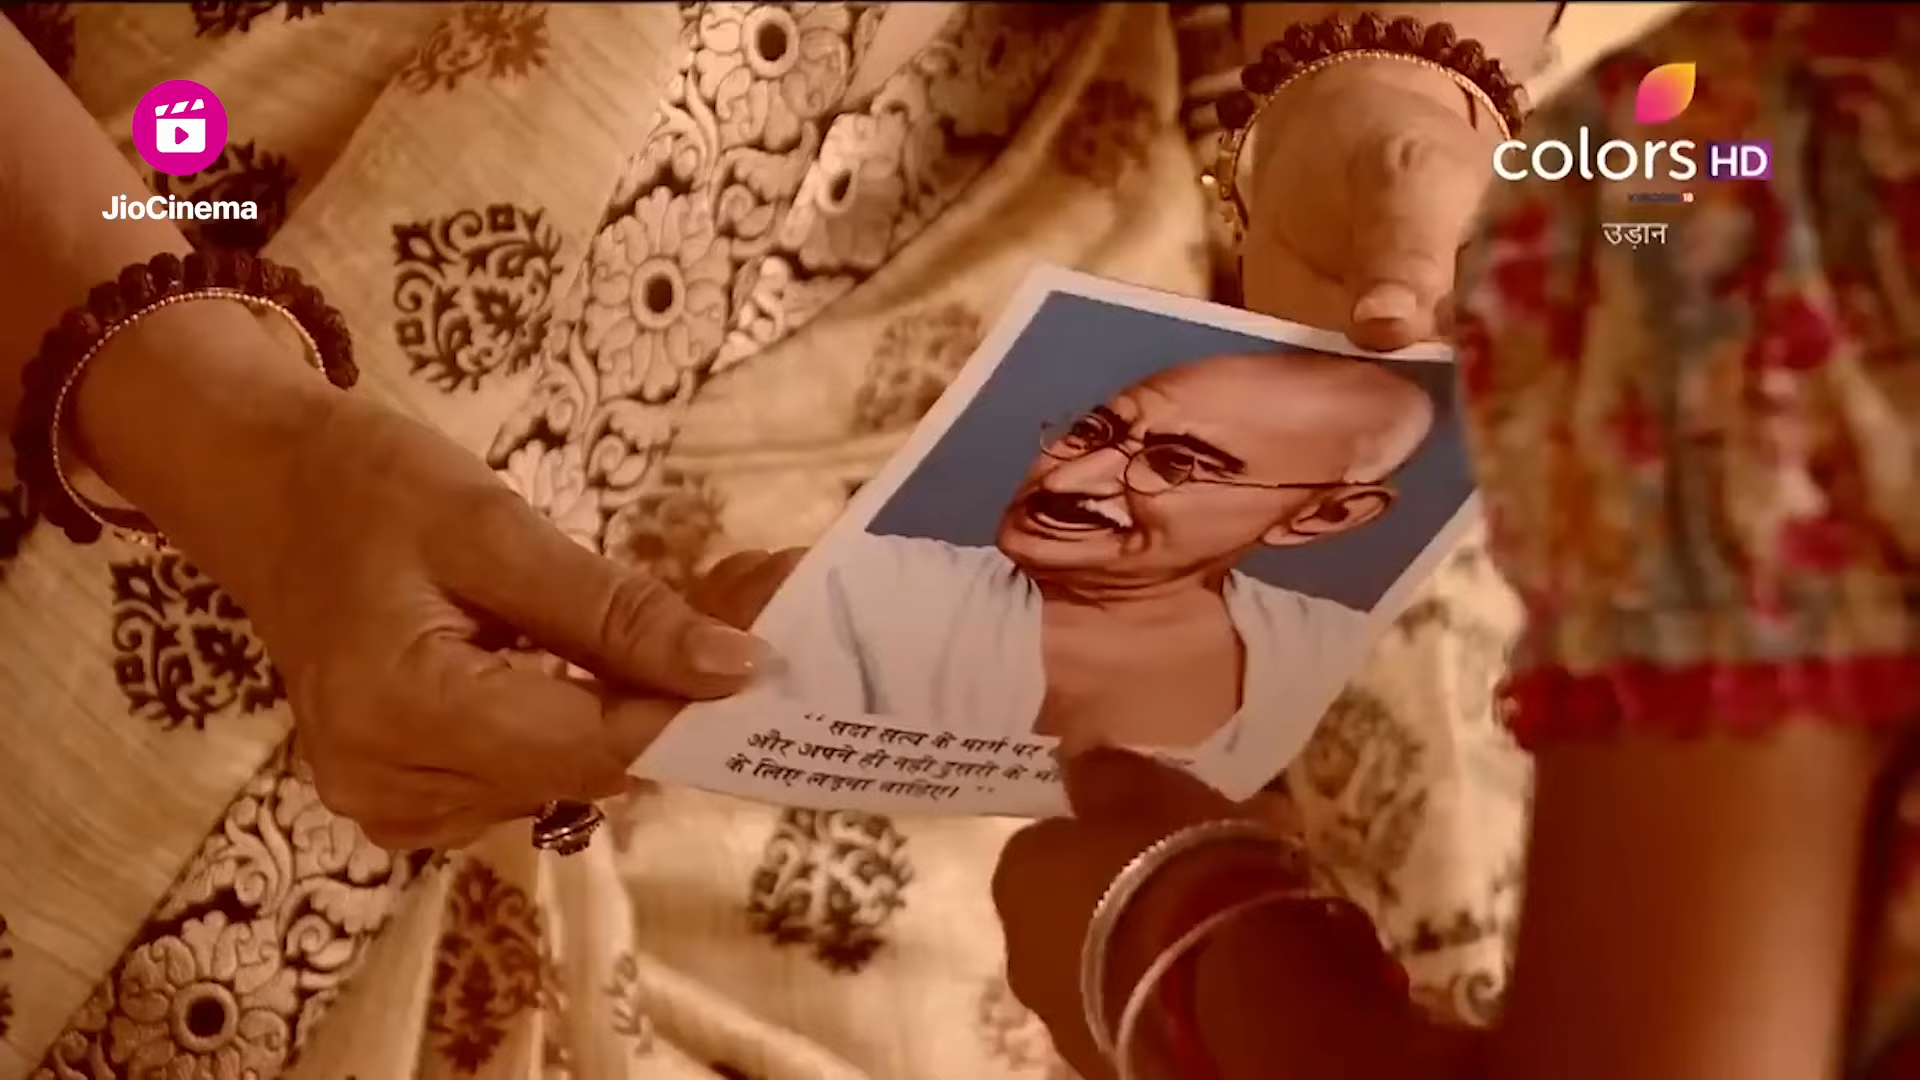 JioCinema
colors HD
उड़ान
“ सदा सत्य के मार्ग पर
और अपने ही नही दुसरो के
के लिए लड़ना चाहिए। ”